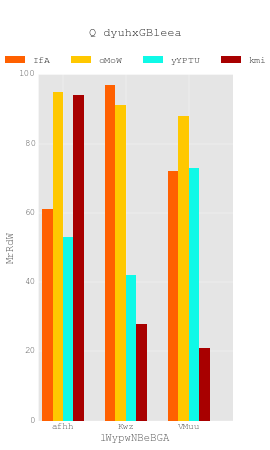 Q dyuhxGBleea
IfA oMoW yYPTU kmi
100
80
60
40
20
0
MrRdW
afhh Kwz VMuu
lWypwNBeBGA